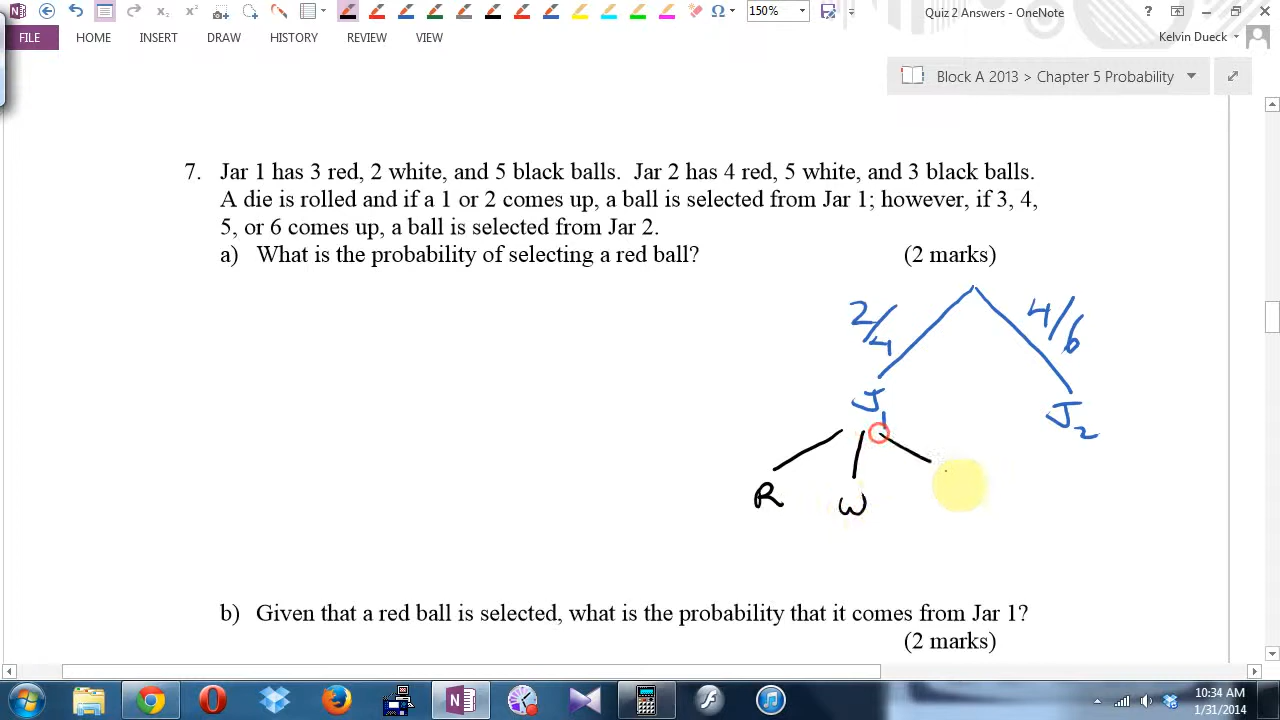 150%
Quiz 2 Answers - OneNote
FILE HOME INSERT DRAW HISTORY REVIEW VIEW
Kelvin Dueck
Block A 2013 > Chapter 5 Probability
7. Jar 1 has 3 red, 2 white, and 5 black balls. Jar 2 has 4 red, 5 white, and 3 black balls.
A die is rolled and if a 1 or 2 comes up, a ball is selected from Jar 1; however, if 3, 4,
5, or 6 comes up, a ball is selected from Jar 2.
a) What is the probability of selecting a red ball? (2 marks)
2/4 4/6
J1 J2
R W
b) Given that a red ball is selected, what is the probability that it comes from Jar 1?
(2 marks)
10:34 AM
1/31/2014